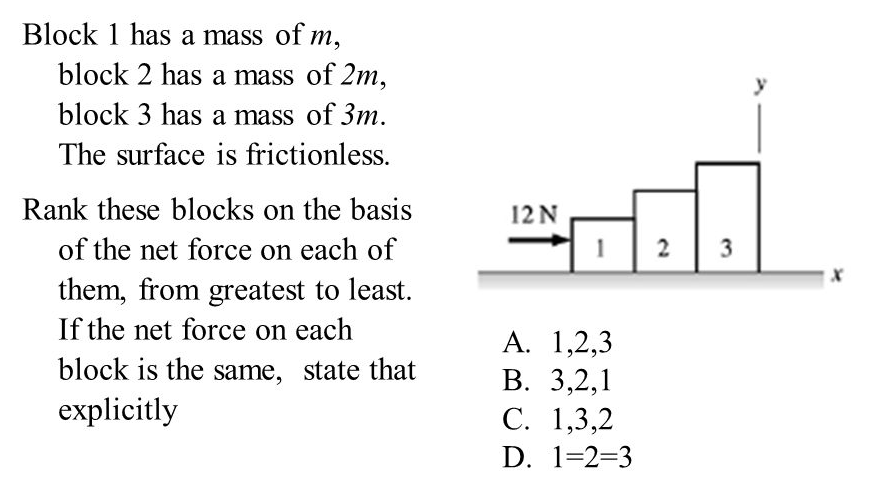 Block 1 has a mass of m,
block 2 has a mass of 2m,
block 3 has a mass of 3m.
The surface is frictionless.
Rank these blocks on the basis
of the net force on each of
them, from greatest to least.
If the net force on each
block is the same, state that
explicitly
y
12 N
1 2 3
x
A. 1,2,3
B. 3,2,1
C. 1,3,2
D. 1=2=3